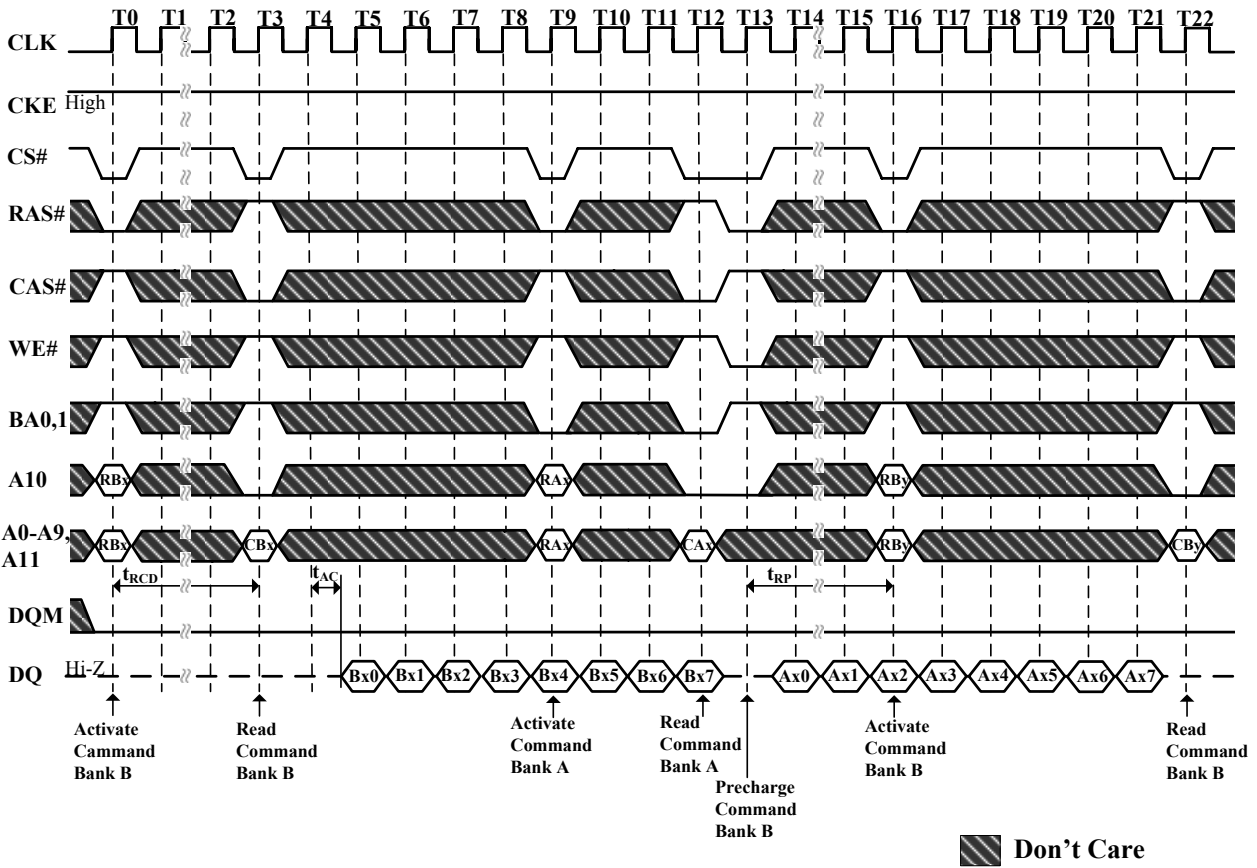 T0 T1 T2 T3 T4 T5 T6 T7 T8 T9 T10 T11 T12 T13 T14 T15 T16 T17 T18 T19 T20 T21 T22
CLK
CKE High
CS#
RAS#
CAS#
WE#
BA0,1
A10 RBx RAx RBy
A0-A9,
A11 RBx CBx RAx CAx RBy CBy
tRCD tAC tRP
DQM
DQ Hi-Z Bx0 Bx1 Bx2 Bx3 Bx4 Bx5 Bx6 Bx7 Ax0 Ax1 Ax2 Ax3 Ax4 Ax5 Ax6 Ax7
Activate
Cammand
Bank B
Read
Command
Bank B
Activate
Command
Bank A
Read
Command
Bank A
Precharge
Command
Bank B
Activate
Command
Bank B
Read
Command
Bank B
Don't Care